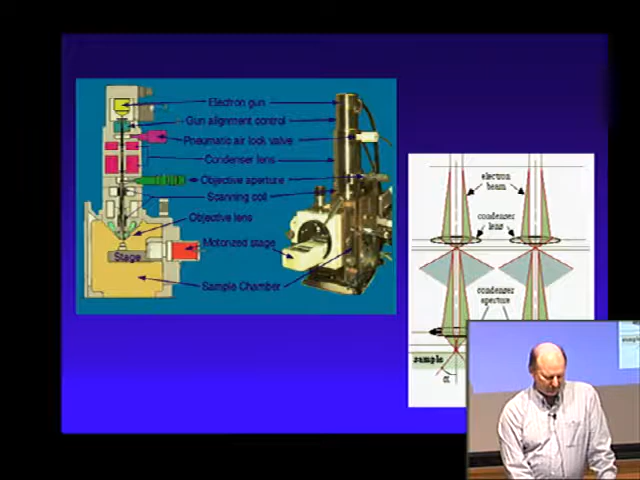 Electron gun
Gun alignment control
Pneumatic air lock valve
Condenser lens
Objective aperture
Scanning coil
Objective lens
Motorized stage
Stage
Sample Chamber
electron
beam
condenser
lens
condenser
aperture
sample
α